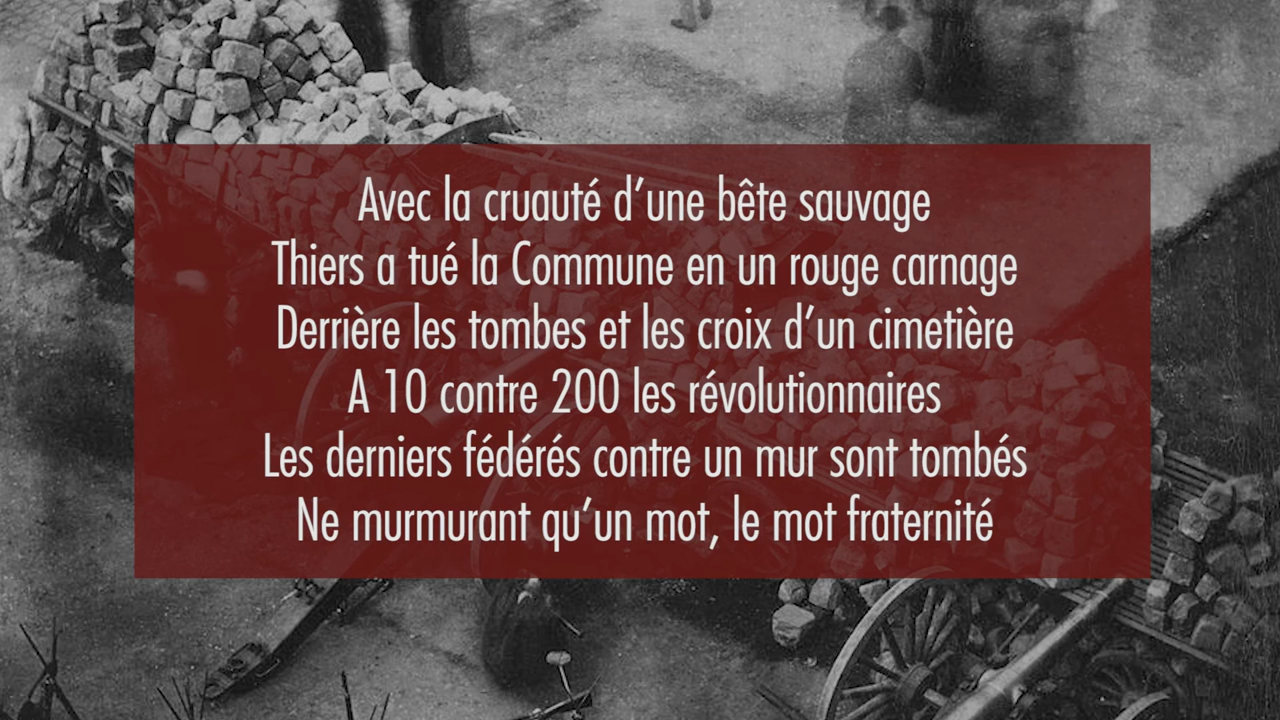 Avec la cruauté d’une bête sauvage
Thiers a tué la Commune en un rouge carnage
Derrière les tombes et les croix d’un cimetière
A 10 contre 200 les révolutionnaires
Les derniers fédérés contre un mur sont tombés
Ne murmurant qu’un mot, le mot fraternité